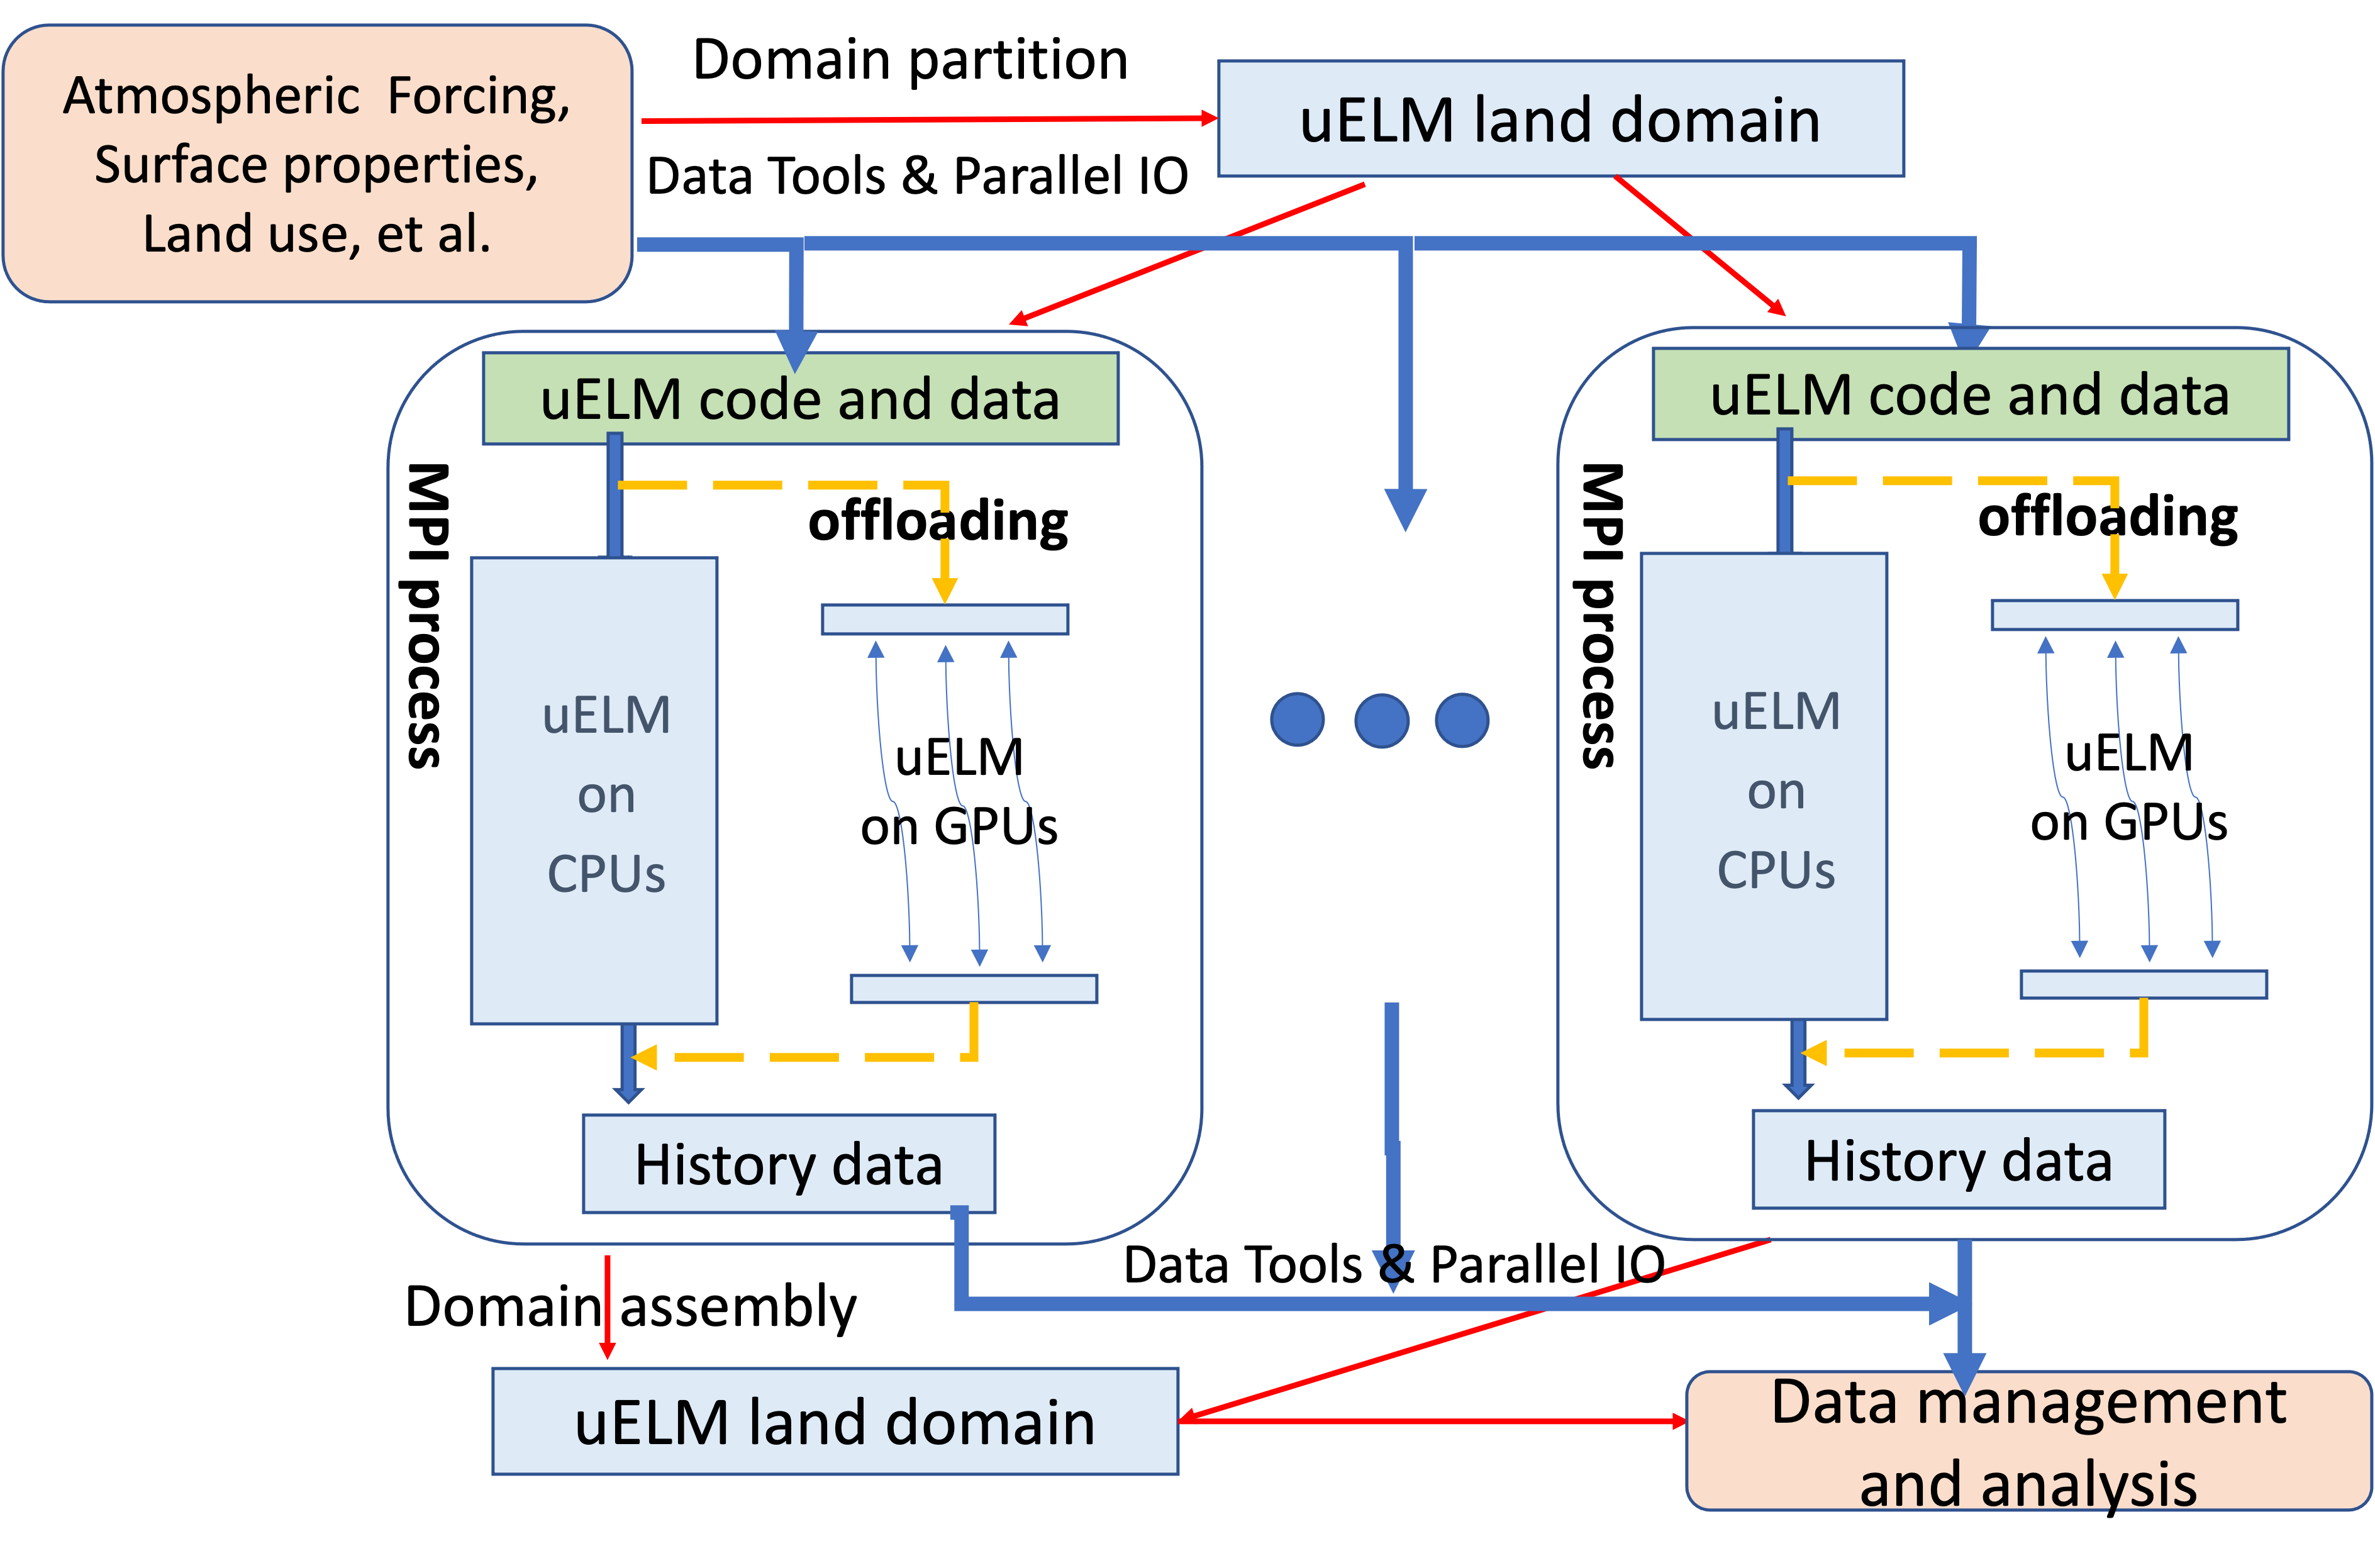 Atmospheric Forcing,
Surface properties,
Land use, et al.
Domain partition
Data Tools & Parallel IO
uELM land domain
MPI process
uELM code and data
offloading
uELM
on
CPUs
uELM
on GPUs
History data
MPI process
uELM code and data
offloading
uELM
on
CPUs
uELM
on GPUs
History data
Data Tools & Parallel IO
Domain assembly
uELM land domain
Data management
and analysis